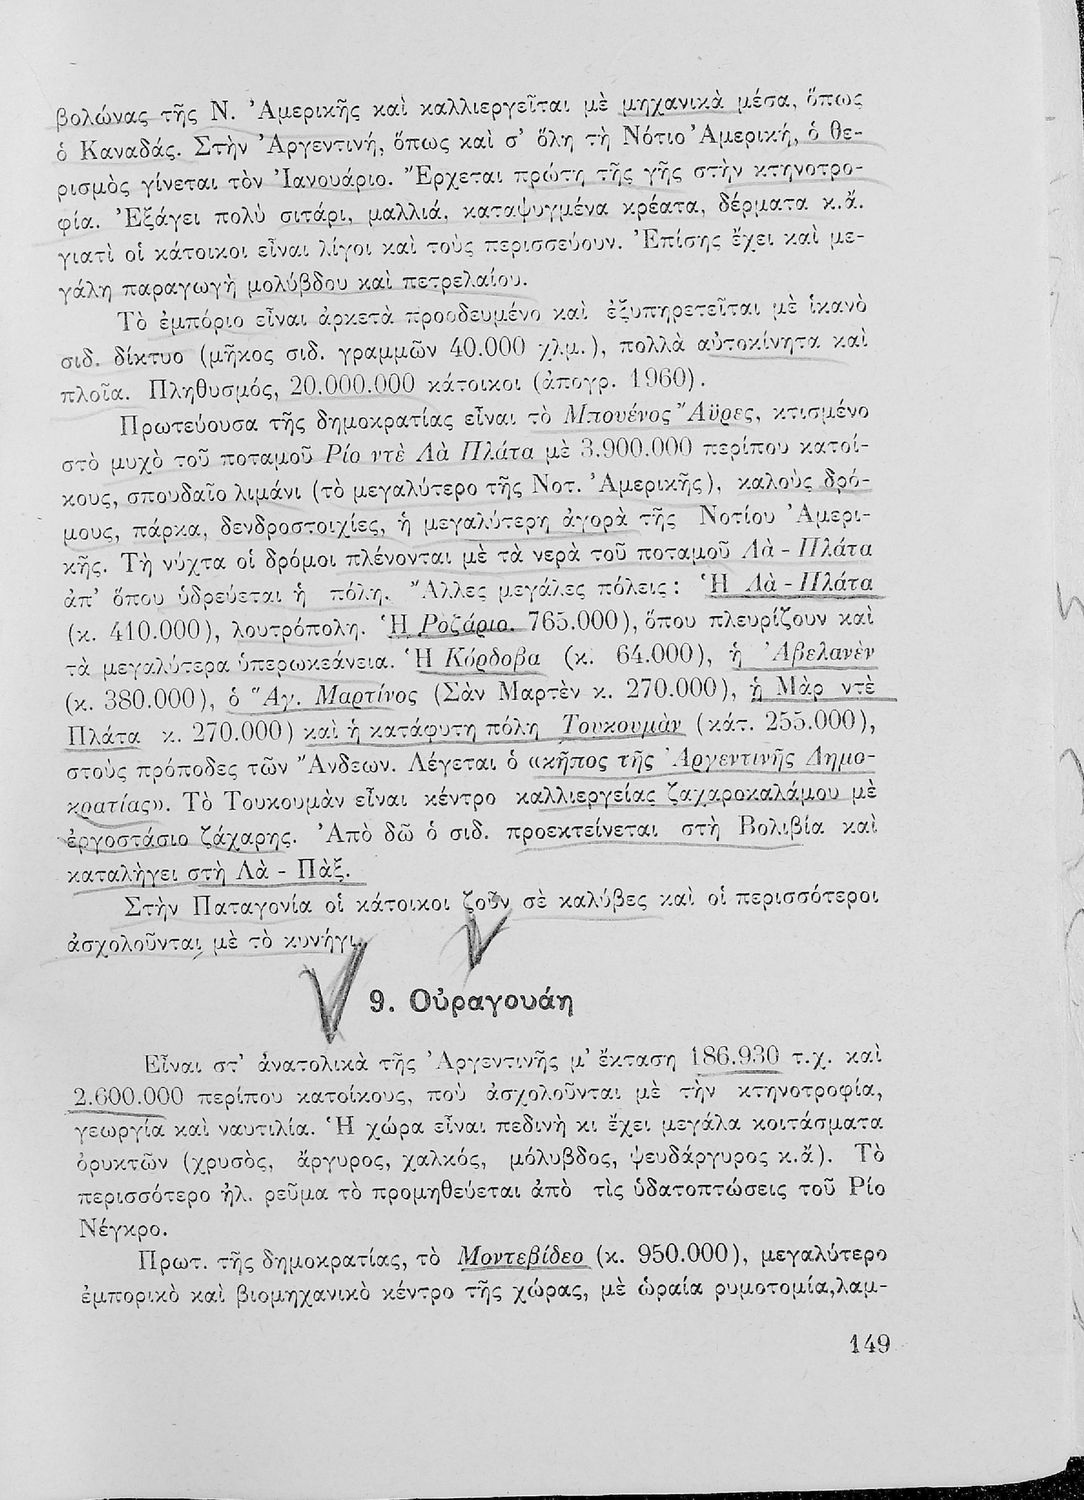 βολώνας τῆς Ν. Ἀμερικῆς καὶ καλλιεργεῖται μὲ μηχανικὰ μέσα, ὅπως
ὁ Καναδάς. Στὴν Ἀργεντινή, ὅπως καὶ σ' ὅλη τὴ Νότιο Ἀμερική, ὁ θε-
ρισμὸς γίνεται τὸν Ἰανουάριο. Ἔρχεται πρώτη τῆς γῆς στὴν κτηνοτρο-
φία. Ἐξάγει πολὺ σιτάρι, μαλλιά, καταψυγμένα κρέατα, δέρματα κ.ἄ.
γιατὶ οἱ κάτοικοι εἶναι λίγοι καὶ τοὺς περισσεύουν. Ἐπίσης ἔχει καὶ με-
γάλη παραγωγὴ μολύβδου καὶ πετρελαίου.
Τὸ ἐμπόριο εἶναι ἀρκετὰ προοδευμένο καὶ ἐξυπηρετεῖται μὲ ἱκανὸ
σιδ. δίκτυο (μῆκος σιδ. γραμμῶν 40.000 χλμ.), πολλὰ αὐτοκίνητα καὶ
πλοῖα. Πληθυσμός, 20.000.000 κάτοικοι (ἀπογρ. 1960).
Πρωτεύουσα τῆς δημοκρατίας εἶναι τὸ Μπουένος Ἄϋρες, κτισμένο
στὸ μυχὸ τοῦ ποταμοῦ Ρίο ντὲ Λὰ Πλάτα μὲ 3.900.000 περίπου κατοί-
κους, σπουδαῖο λιμάνι (τὸ μεγαλύτερο τῆς Νοτ. Ἀμερικῆς), καλοὺς δρό-
μους, πάρκα, δενδροστοιχίες, ἡ μεγαλύτερη ἀγορὰ τῆς Νοτίου Ἀμερι-
κῆς. Τὴ νύχτα οἱ δρόμοι πλένονται μὲ τὰ νερὰ τοῦ ποταμοῦ Λὰ - Πλάτα
ἀπ' ὅπου ὑδρεύεται ἡ πόλη. Ἄλλες μεγάλες πόλεις: Ἡ Λὰ - Πλάτα
(κ. 410.000), λουτρόπολη. Ἡ Ροζάριο. 765.000), ὅπου πλευρίζουν καὶ
τὰ μεγαλύτερα ὑπερωκεάνεια. Ἡ Κόρδοβα (κ. 64.000), ἡ Ἀβελανὲν
(κ. 380.000), ὁ Ἅγ. Μαρτίνος (Σὰν Μαρτὲν κ. 270.000), ἡ Μὰρ ντὲ
Πλάτα κ. 270.000) καὶ ἡ κατάφυτη πόλη Τουκουμὰν (κάτ. 255.000),
στοὺς πρόποδες τῶν Ἄνδεων. Λέγεται ὁ «κῆπος τῆς Ἀργεντινῆς Δημο-
κρατίας». Τὸ Τουκουμὰν εἶναι κέντρο καλλιεργείας ζαχαροκαλάμου μὲ
ἐργοστάσιο ζάχαρης. Ἀπὸ δῶ ὁ σιδ. προεκτείνεται στὴ Βολιβία καὶ
καταλήγει στὴ Λὰ - Πὰξ.
Στὴν Παταγονία οἱ κάτοικοι ζοῦν σὲ καλύβες καὶ οἱ περισσότεροι
ἀσχολοῦνται μὲ τὸ κυνήγι.
9. Οὐραγουάη
Εἶναι στ' ἀνατολικὰ τῆς Ἀργεντινῆς μ' ἔκταση 186.930 τ.χ. καὶ
2.600.000 περίπου κατοίκους, ποὺ ἀσχολοῦνται μὲ τὴν κτηνοτροφία,
γεωργία καὶ ναυτιλία. Ἡ χώρα εἶναι πεδινὴ κι ἔχει μεγάλα κοιτάσματα
ὀρυκτῶν (χρυσὸς, ἄργυρος, χαλκός, μόλυβδος, ψευδάργυρος κ.ἄ). Τὸ
περισσότερο ἠλ. ρεῦμα τὸ προμηθεύεται ἀπὸ τὶς ὑδατοπτώσεις τοῦ Ρίο
Νέγκρο.
Πρωτ. τῆς δημοκρατίας, τὸ Μοντεβίδεο (κ. 950.000), μεγαλύτερο
ἐμπορικὸ καὶ βιομηχανικὸ κέντρο τῆς χώρας, μὲ ὡραία ρυμοτομία,λαμ-
149